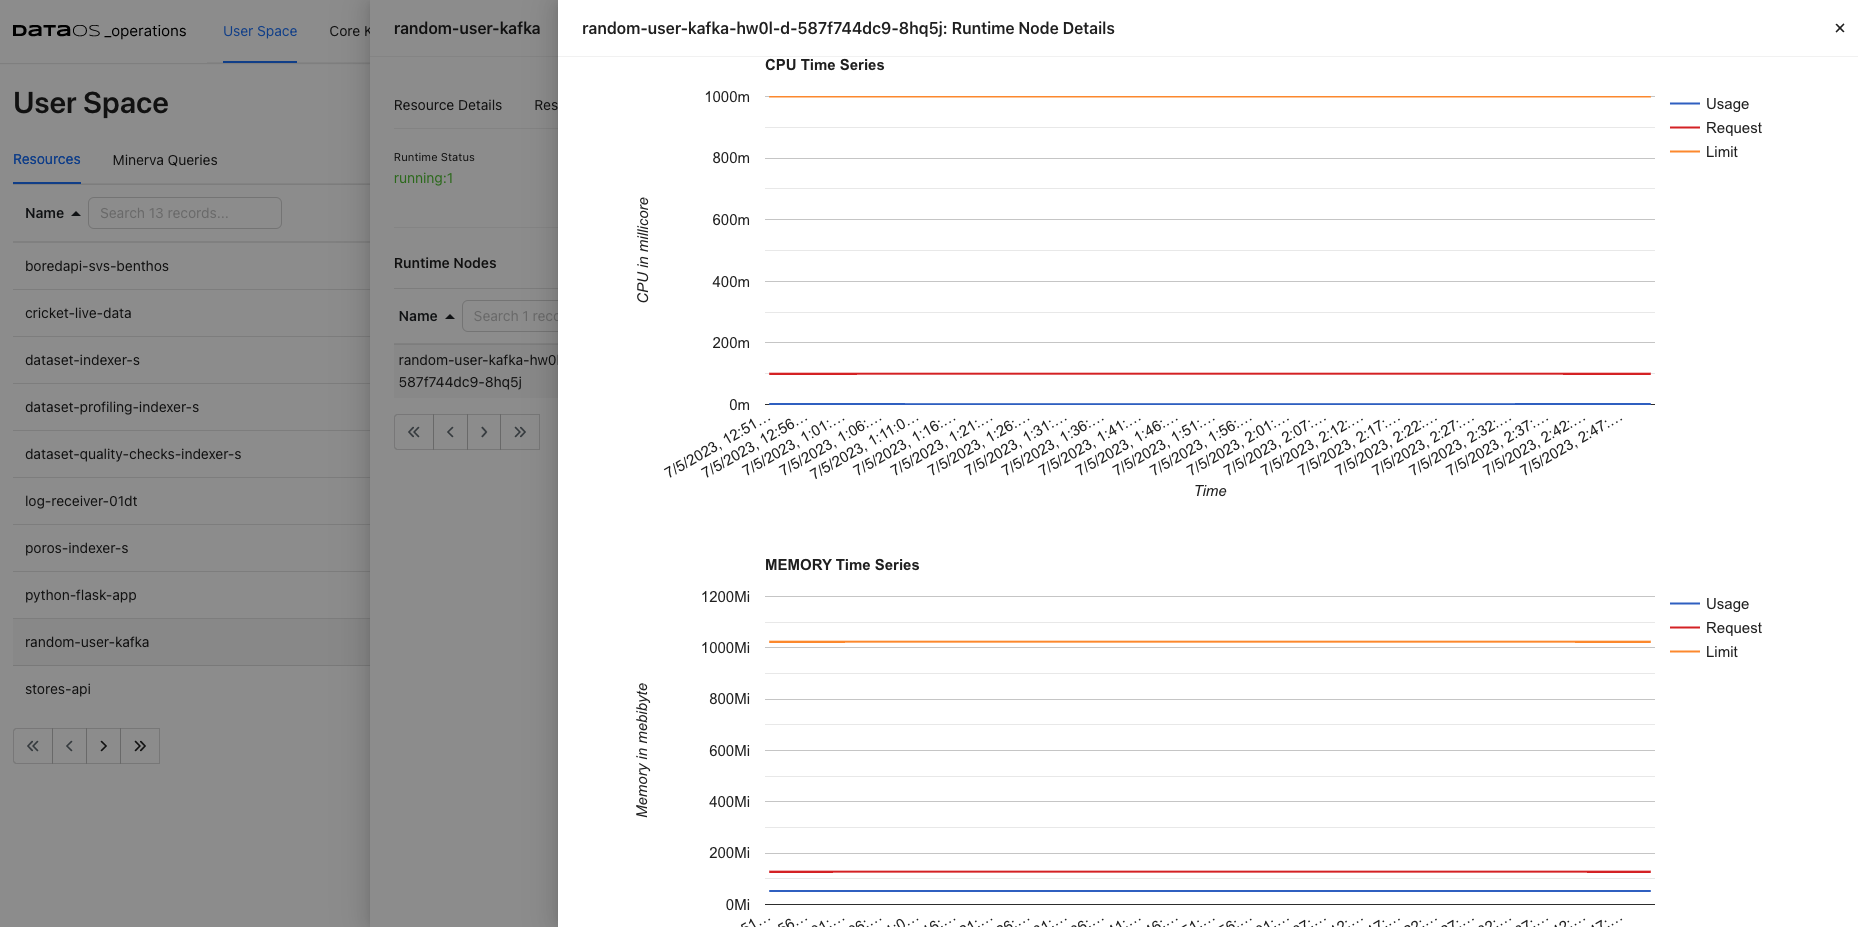 DATAOS_operations
User Space
Core K
User Space
Resources
Minerva Queries
Name
Search 13 records...
boredapi-svs-benthos
cricket-live-data
dataset-indexer-s
dataset-profiling-indexer-s
dataset-quality-checks-indexer-s
log-receiver-01dt
poros-indexer-s
python-flask-app
random-user-kafka
stores-api
random-user-kafka
Resource Details
Res
Runtime Status
running:1
Runtime Nodes
Name
Search 1 reco
random-user-kafka-hw0l
587f744dc9-8hq5j
random-user-kafka-hw0l-d-587f744dc9-8hq5j: Runtime Node Details
CPU Time Series
1000m
800m
600m
400m
200m
0m
CPU in millicore
Usage
Request
Limit
7/5/2023, 12:51:…
7/5/2023, 12:56:…
7/5/2023, 1:01:…
7/5/2023, 1:06:…
7/5/2023, 1:11:0…
7/5/2023, 1:16:…
7/5/2023, 1:21:…
7/5/2023, 1:26:…
7/5/2023, 1:31:…
7/5/2023, 1:36:…
7/5/2023, 1:41:…
7/5/2023, 1:46:…
7/5/2023, 1:51:…
7/5/2023, 1:56:…
7/5/2023, 2:01:…
7/5/2023, 2:07:…
7/5/2023, 2:12:…
7/5/2023, 2:17:…
7/5/2023, 2:22:…
7/5/2023, 2:27:…
7/5/2023, 2:32:…
7/5/2023, 2:37:…
7/5/2023, 2:42:…
7/5/2023, 2:47:…
Time
MEMORY Time Series
1200Mi
1000Mi
800Mi
600Mi
400Mi
200Mi
0Mi
Memory in mebibyte
Usage
Request
Limit